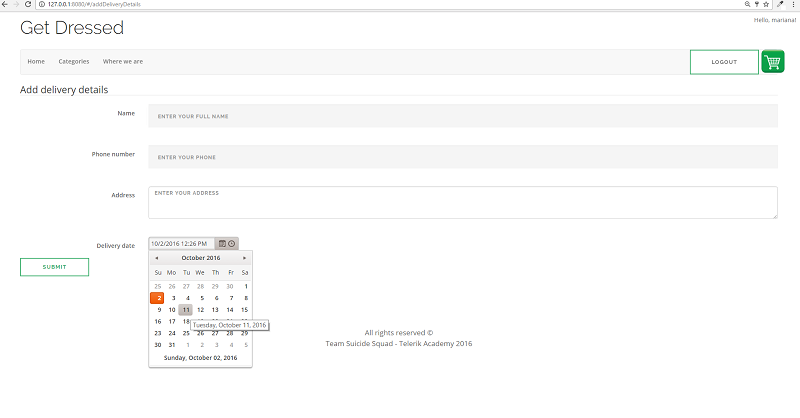 127.0.0.1:8080/#/addDeliveryDetails
Get Dressed
Hello, mariana!
Home Categories Where we are LOGOUT
Add delivery details
Name ENTER YOUR FULL NAME
Phone number ENTER YOUR PHONE
Address ENTER YOUR ADDRESS
Delivery date 10/2/2016 12:26 PM
October 2016
Su Mo Tu We Th Fr Sa
25 26 27 28 29 30 1
2 3 4 5 6 7 8
9 10 11 12 13 14 15
16 17 18
Tuesday, October 11, 2016
23 24 25 26 27 28 29
30 31 1 2 3 4 5
Sunday, October 02, 2016
SUBMIT
All rights reserved ©
Team Suicide Squad - Telerik Academy 2016